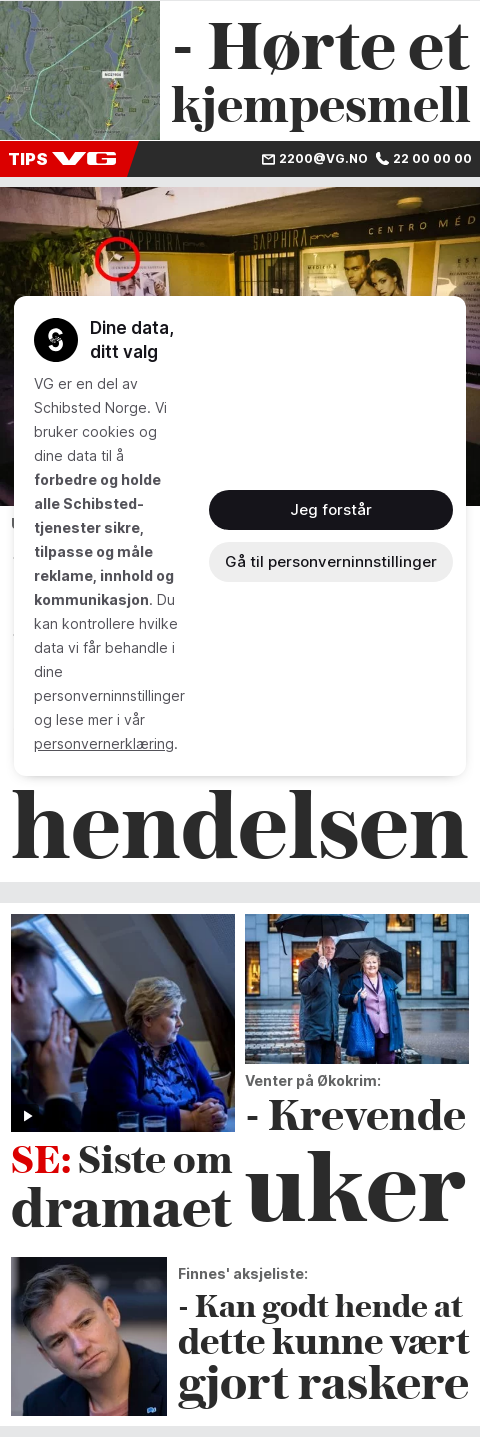 - Hørte et
kjempesmell
TIPS VG
2200@VG.NO 22 00 00 00
SAPPHIRA privé
SAPPHIRA privé
CENTRO MÉD
Dine data,
ditt valg
VG er en del av
Schibsted Norge. Vi
bruker cookies og
dine data til å
forbedre og holde
alle Schibsted-
tjenester sikre,
tilpasse og måle
reklame, innhold og
kommunikasjon. Du
kan kontrollere hvilke
data vi får behandle i
dine
personverninnstillinger
og lese mer i vår
personvernerklæring.
Jeg forstår
Gå til personverninnstillinger
hendelsen
SE: Siste om
dramaet
Venter på Økokrim:
- Krevende
uker
Finnes' aksjeliste:
- Kan godt hende at
dette kunne vært
gjort raskere